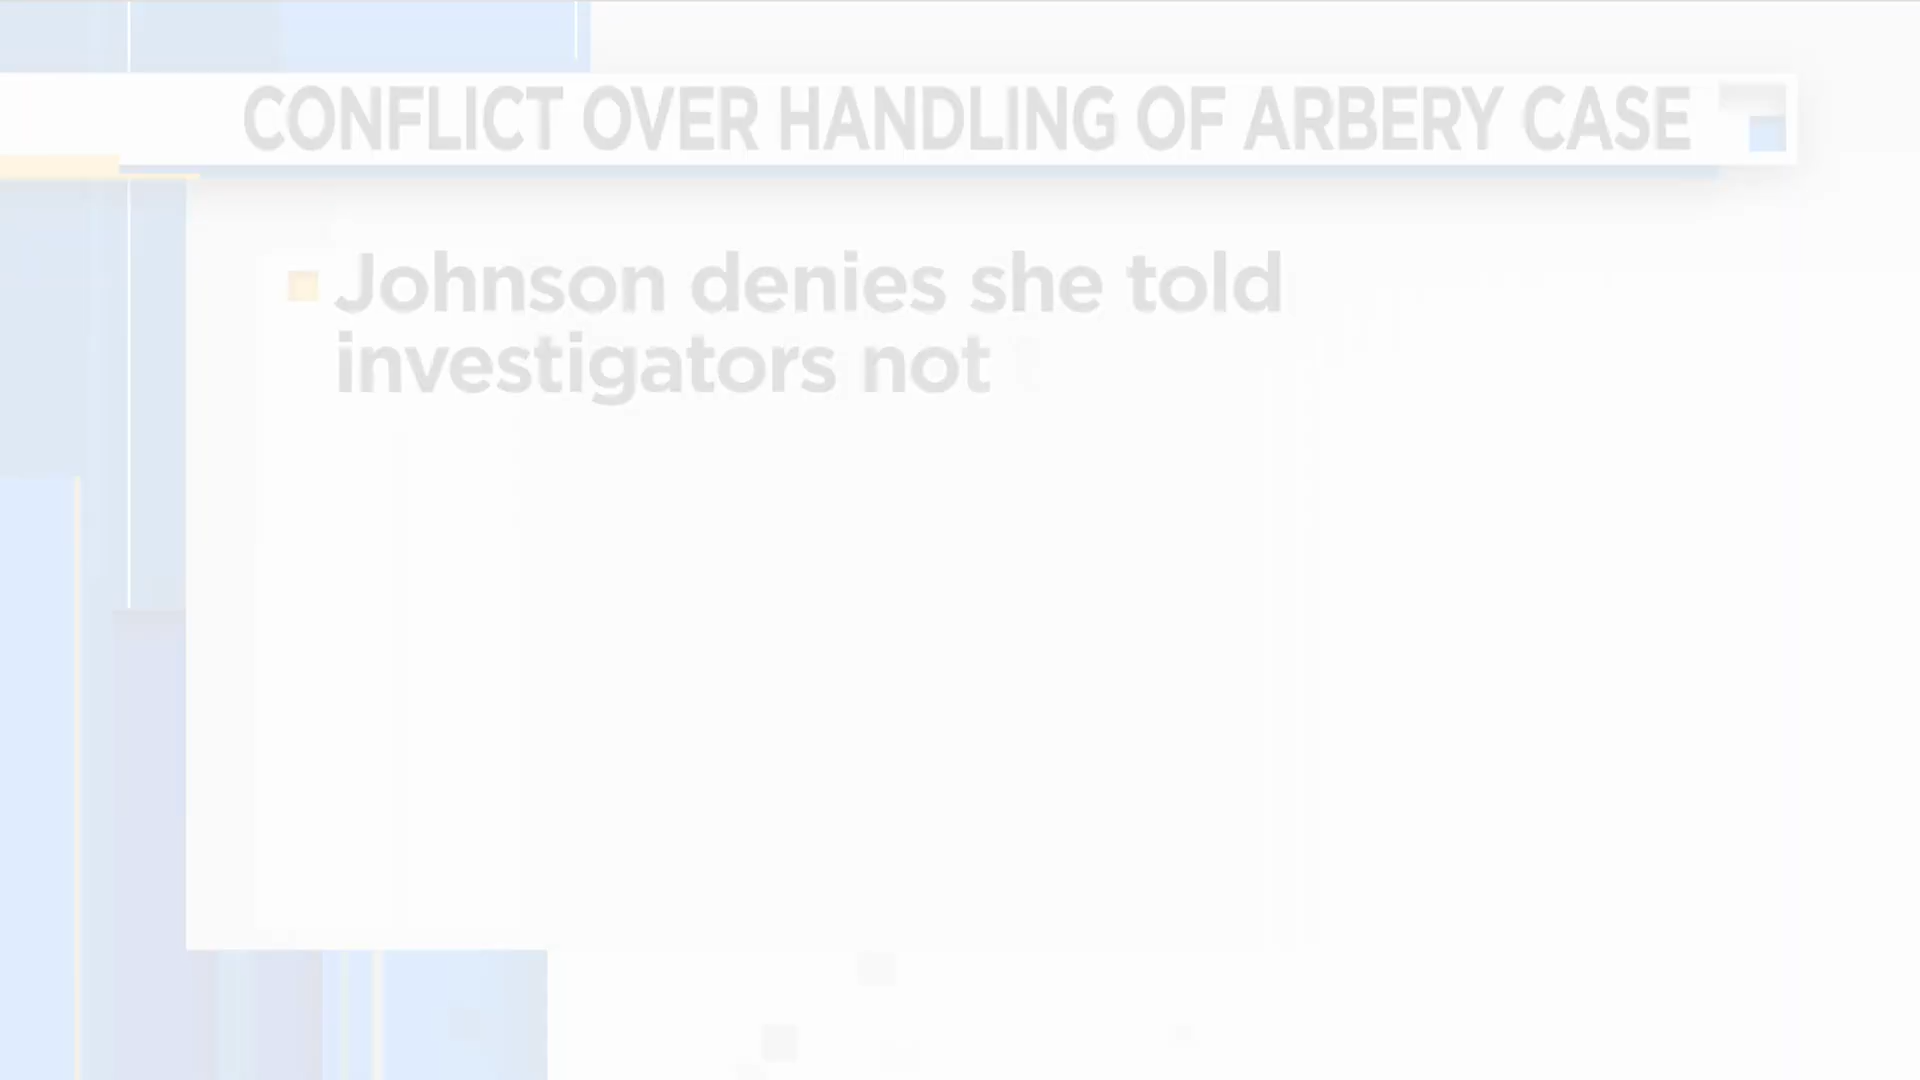 CONFLICT OVER HANDLING OF ARBERY CASE
Johnson denies she told
investigators not